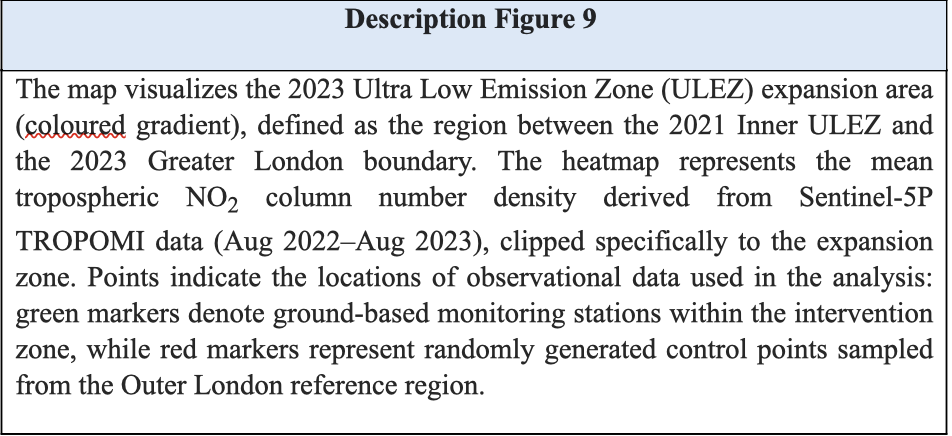 Description Figure 9
The map visualizes the 2023 Ultra Low Emission Zone (ULEZ) expansion area
(coloured gradient), defined as the region between the 2021 Inner ULEZ and
the 2023 Greater London boundary. The heatmap represents the mean
tropospheric NO₂ column number density derived from Sentinel-5P
TROPOMI data (Aug 2022–Aug 2023), clipped specifically to the expansion
zone. Points indicate the locations of observational data used in the analysis:
green markers denote ground-based monitoring stations within the intervention
zone, while red markers represent randomly generated control points sampled
from the Outer London reference region.